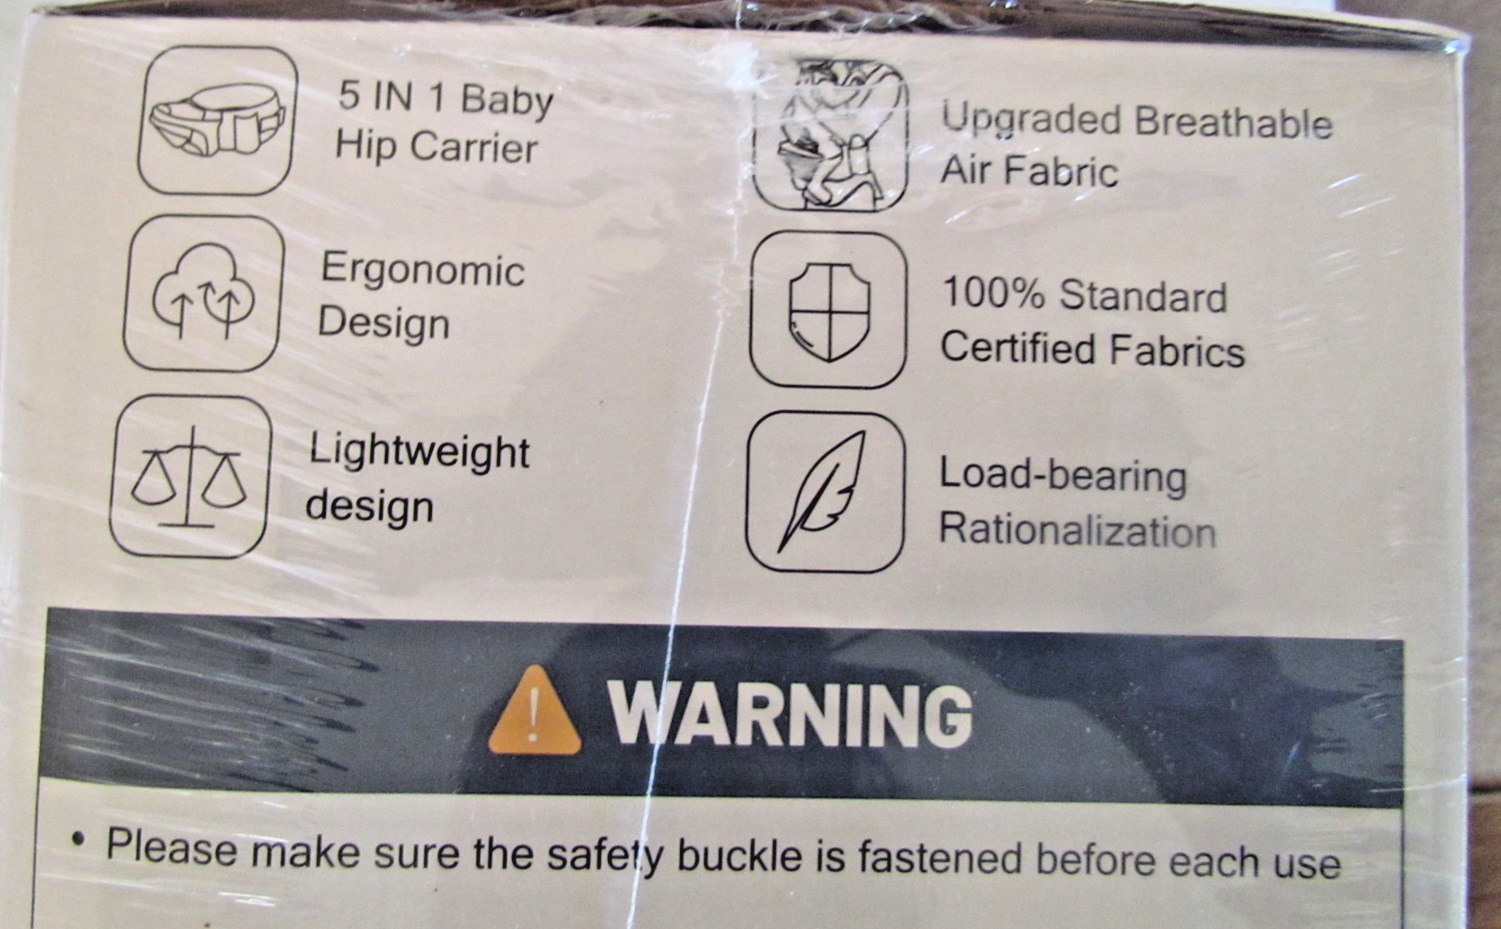 5 IN 1 Baby
Hip Carrier
Upgraded Breathable
Air Fabric
Ergonomic
Design
100% Standard
Certified Fabrics
Lightweight
design
Load-bearing
Rationalization
WARNING
• Please make sure the safety buckle is fastened before each use